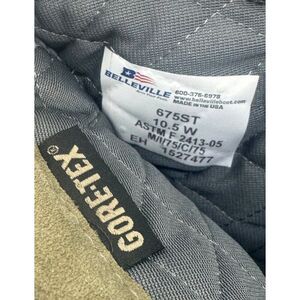 BELLEVILLE
600-376-6978
www.bellevilleboot.com
MADE IN THE USA
675ST
10.5 W
ASTM F 2413-05
M/I/75/C/75
EH 1527477
GORE-TEX